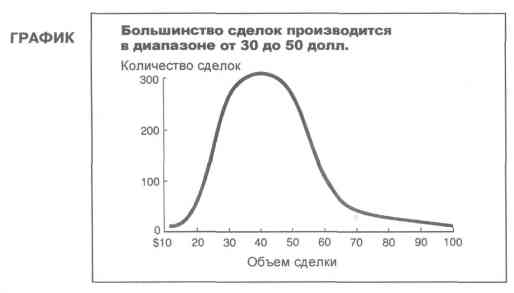 ГРАФИК
Большинство сделок производится
в диапазоне от 30 до 50 долл.
Количество сделок
300
200
100
0
$10 20 30 40 50 60 70 80 90 100
Объем сделки